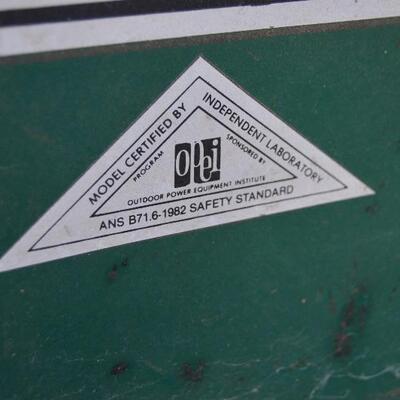 MODEL CERTIFIED BY
INDEPENDENT LABORATORY
PROGRAM
SPONSORED BY
opei
OUTDOOR POWER EQUIPMENT INSTITUTE
ANS B71.6-1982 SAFETY STANDARD